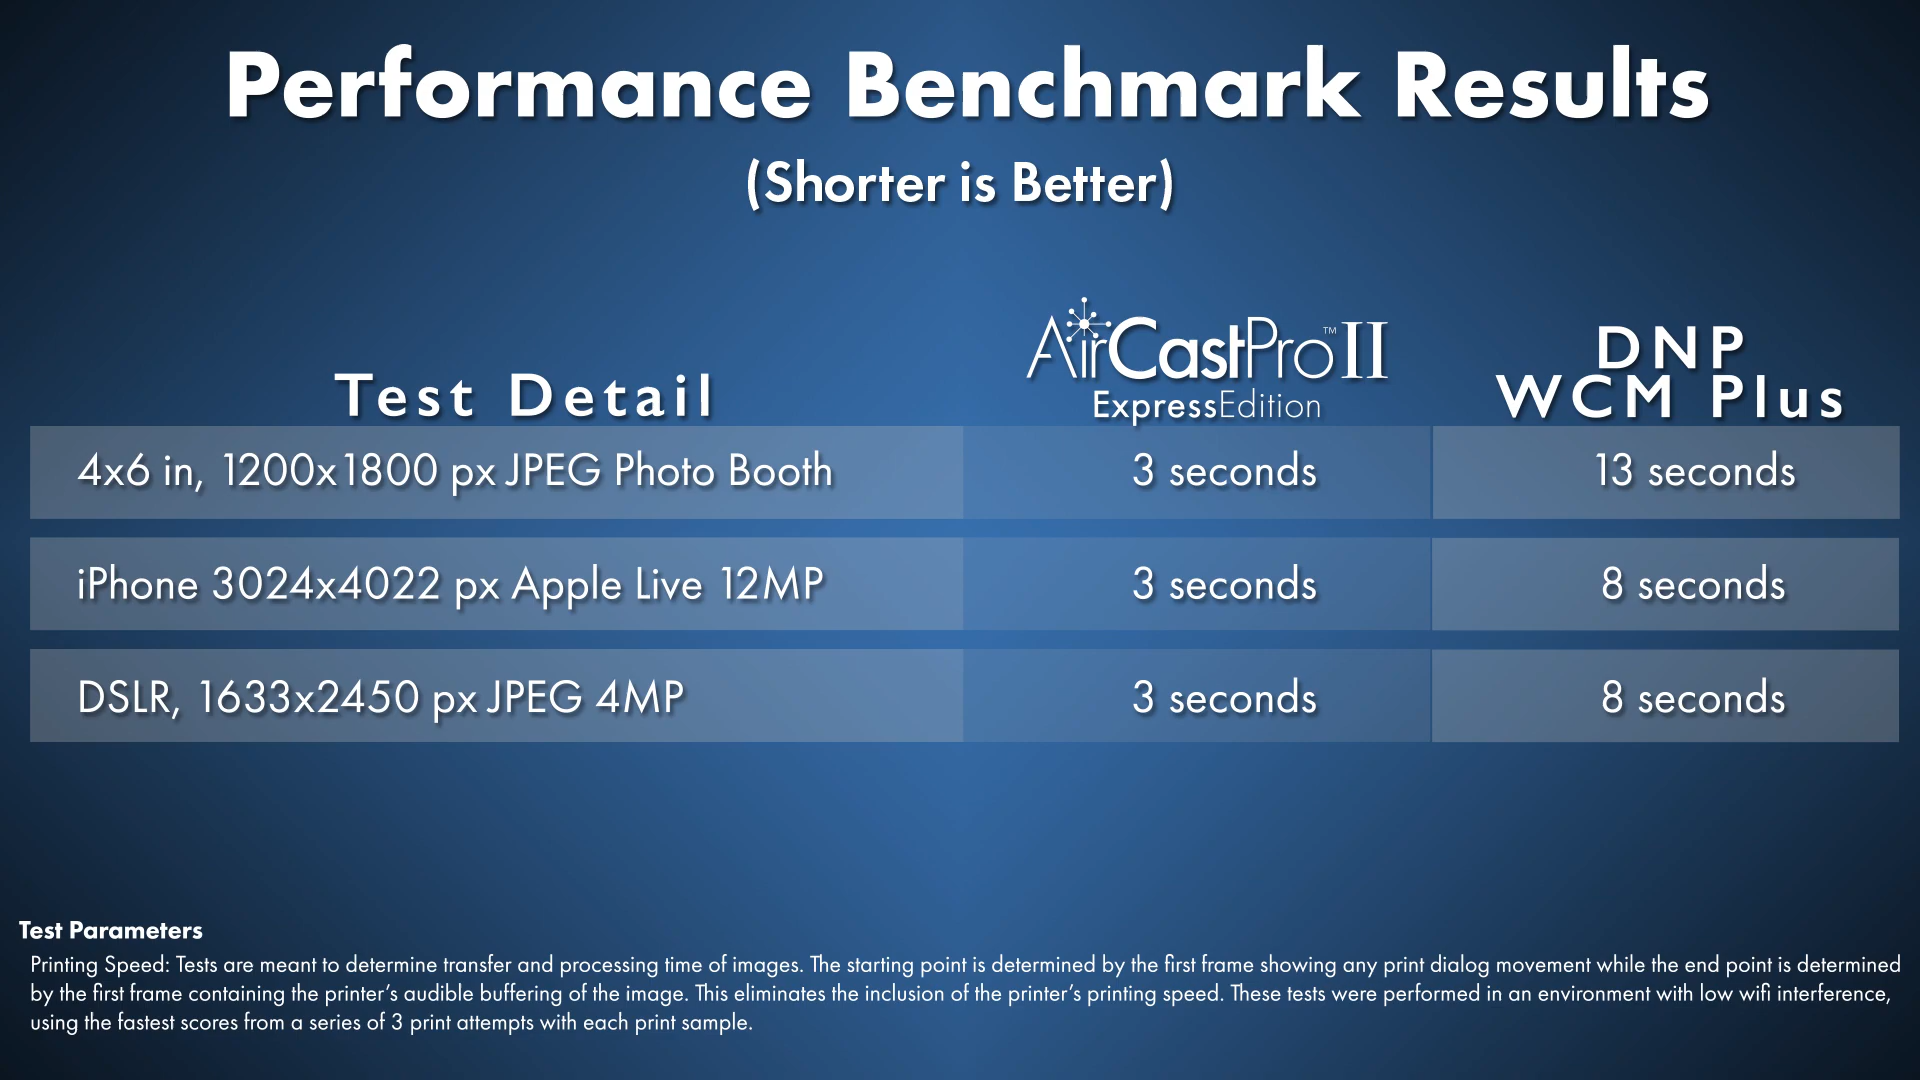 Performance Benchmark Results
(Shorter is Better)
Test Detail
AirCastPro™ II
ExpressEdition
DNP
WCM Plus
4x6 in, 1200x1800 px JPEG Photo Booth
3 seconds
13 seconds
iPhone 3024x4022 px Apple Live 12MP
3 seconds
8 seconds
DSLR, 1633x2450 px JPEG 4MP
3 seconds
8 seconds
Test Parameters
Printing Speed: Tests are meant to determine transfer and processing time of images. The starting point is determined by the first frame showing any print dialog movement while the end point is determined
by the first frame containing the printer's audible buffering of the image. This eliminates the inclusion of the printer's printing speed. These tests were performed in an environment with low wifi interference,
using the fastest scores from a series of 3 print attempts with each print sample.